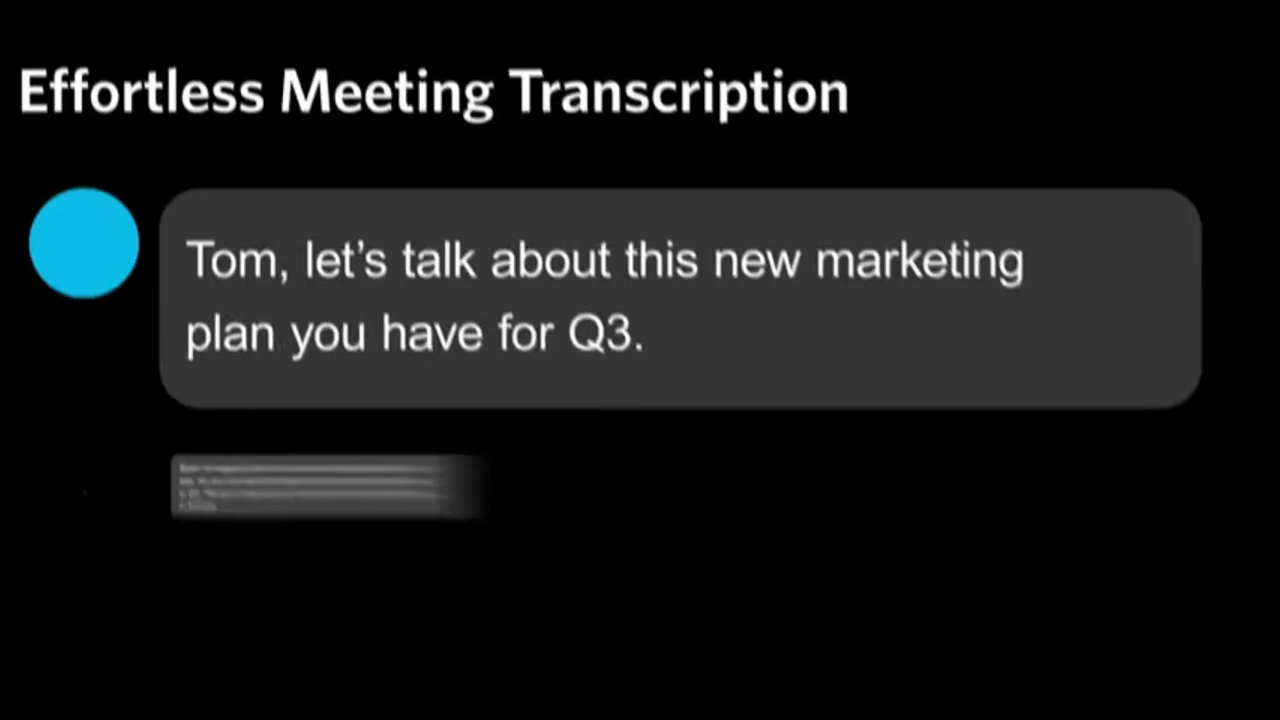 Effortless Meeting Transcription
Tom, let’s talk about this new marketing
plan you have for Q3.